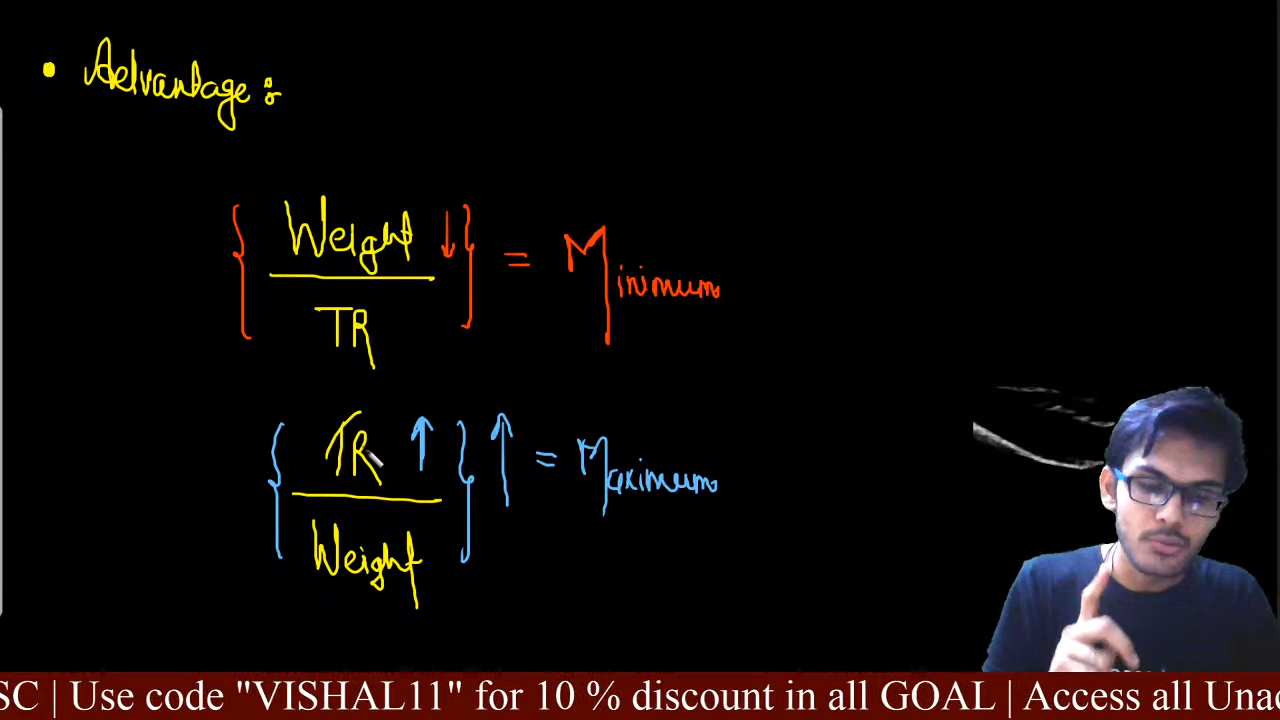 • Advantage:
{ Weight ↓ } = Minimum
TR
{ TR ↑ } ↑ = Maximum
Weight
SC | Use code "VISHAL11" for 10 % discount in all GOAL | Access all Unac